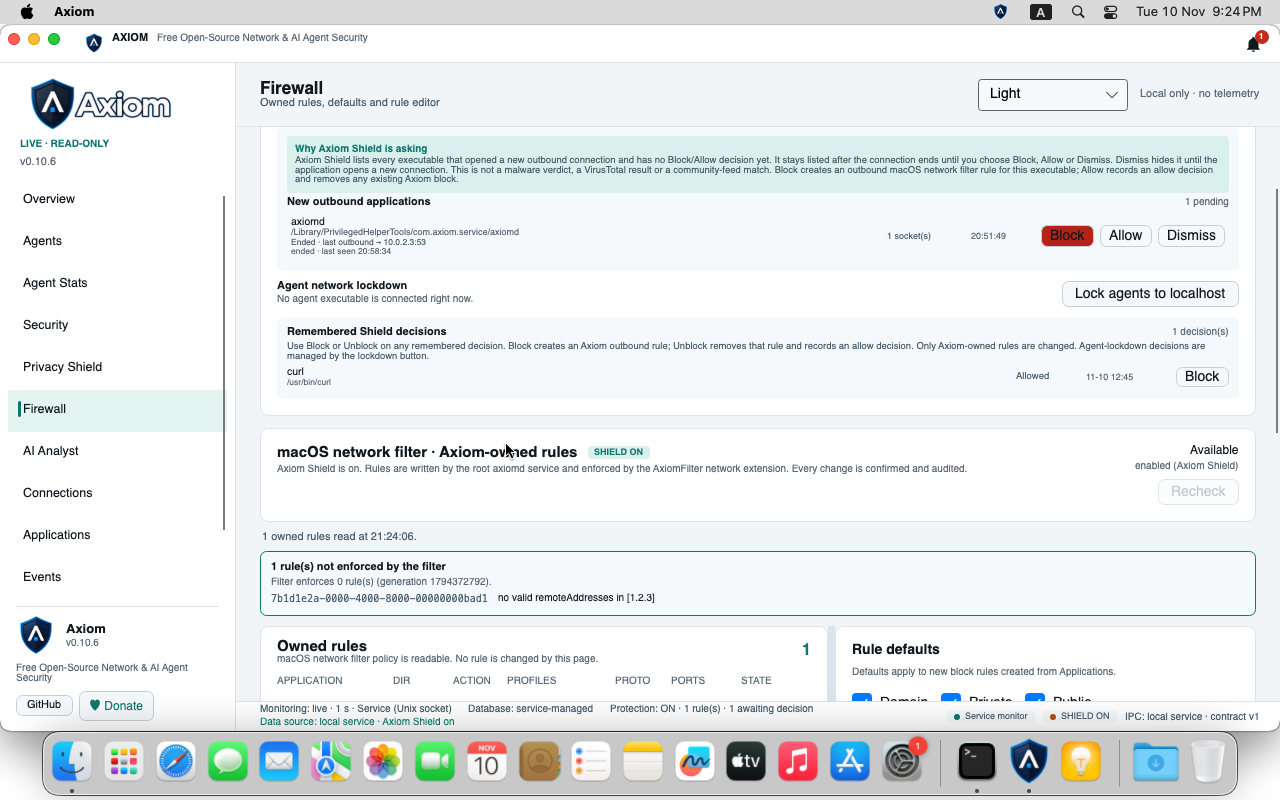 Axiom
A
Tue 10 Nov 9:24 PM
AXIOM Free Open-Source Network & AI Agent Security
1
Axiom
LIVE · READ-ONLY
v0.10.6
Overview
Agents
Agent Stats
Security
Privacy Shield
Firewall
AI Analyst
Connections
Applications
Events
Axiom
v0.10.6
Free Open-Source Network & AI Agent
Security
GitHub
Donate
Firewall
Owned rules, defaults and rule editor
Light
Local only · no telemetry
Why Axiom Shield is asking
Axiom Shield lists every executable that opened a new outbound connection and has no Block/Allow decision yet. It stays listed after the connection ends until you choose Block, Allow or Dismiss. Dismiss hides it until the
application opens a new connection. This is not a malware verdict, a VirusTotal result or a community-feed match. Block creates an outbound macOS network filter rule for this executable; Allow records an allow decision
and removes any existing Axiom block.
New outbound applications
1 pending
axiomd
/Library/PrivilegedHelperTools/com.axiom.service/axiomd
Ended · last outbound → 10.0.2.3:53
ended · last seen 20:58:34
1 socket(s)
20:51:49
Block
Allow
Dismiss
Agent network lockdown
No agent executable is connected right now.
Lock agents to localhost
Remembered Shield decisions
1 decision(s)
Use Block or Unblock on any remembered decision. Block creates an Axiom outbound rule; Unblock removes that rule and records an allow decision. Only Axiom-owned rules are changed. Agent-lockdown decisions are
managed by the lockdown button.
curl
/usr/bin/curl
Allowed
11-10 12:45
Block
macOS network filter · Axiom-owned rules
SHIELD ON
Axiom Shield is on. Rules are written by the root axiomd service and enforced by the AxiomFilter network extension. Every change is confirmed and audited.
Available
enabled (Axiom Shield)
Recheck
1 owned rules read at 21:24:06.
1 rule(s) not enforced by the filter
Filter enforces 0 rule(s) (generation 1794372792).
7b1d1e2a-0000-4000-8000-00000000bad1 no valid remoteAddresses in [1.2.3]
Owned rules
1
macOS network filter policy is readable. No rule is changed by this page.
APPLICATION DIR ACTION PROFILES PROTO PORTS STATE
Rule defaults
Defaults apply to new block rules created from Applications.
Domain Private Public
Monitoring: live · 1 s · Service (Unix socket) Database: service-managed Protection: ON · 1 rule(s) · 1 awaiting decision
Data source: local service · Axiom Shield on
Service monitor
SHIELD ON
IPC: local service · contract v1
NOV
10
tv
1